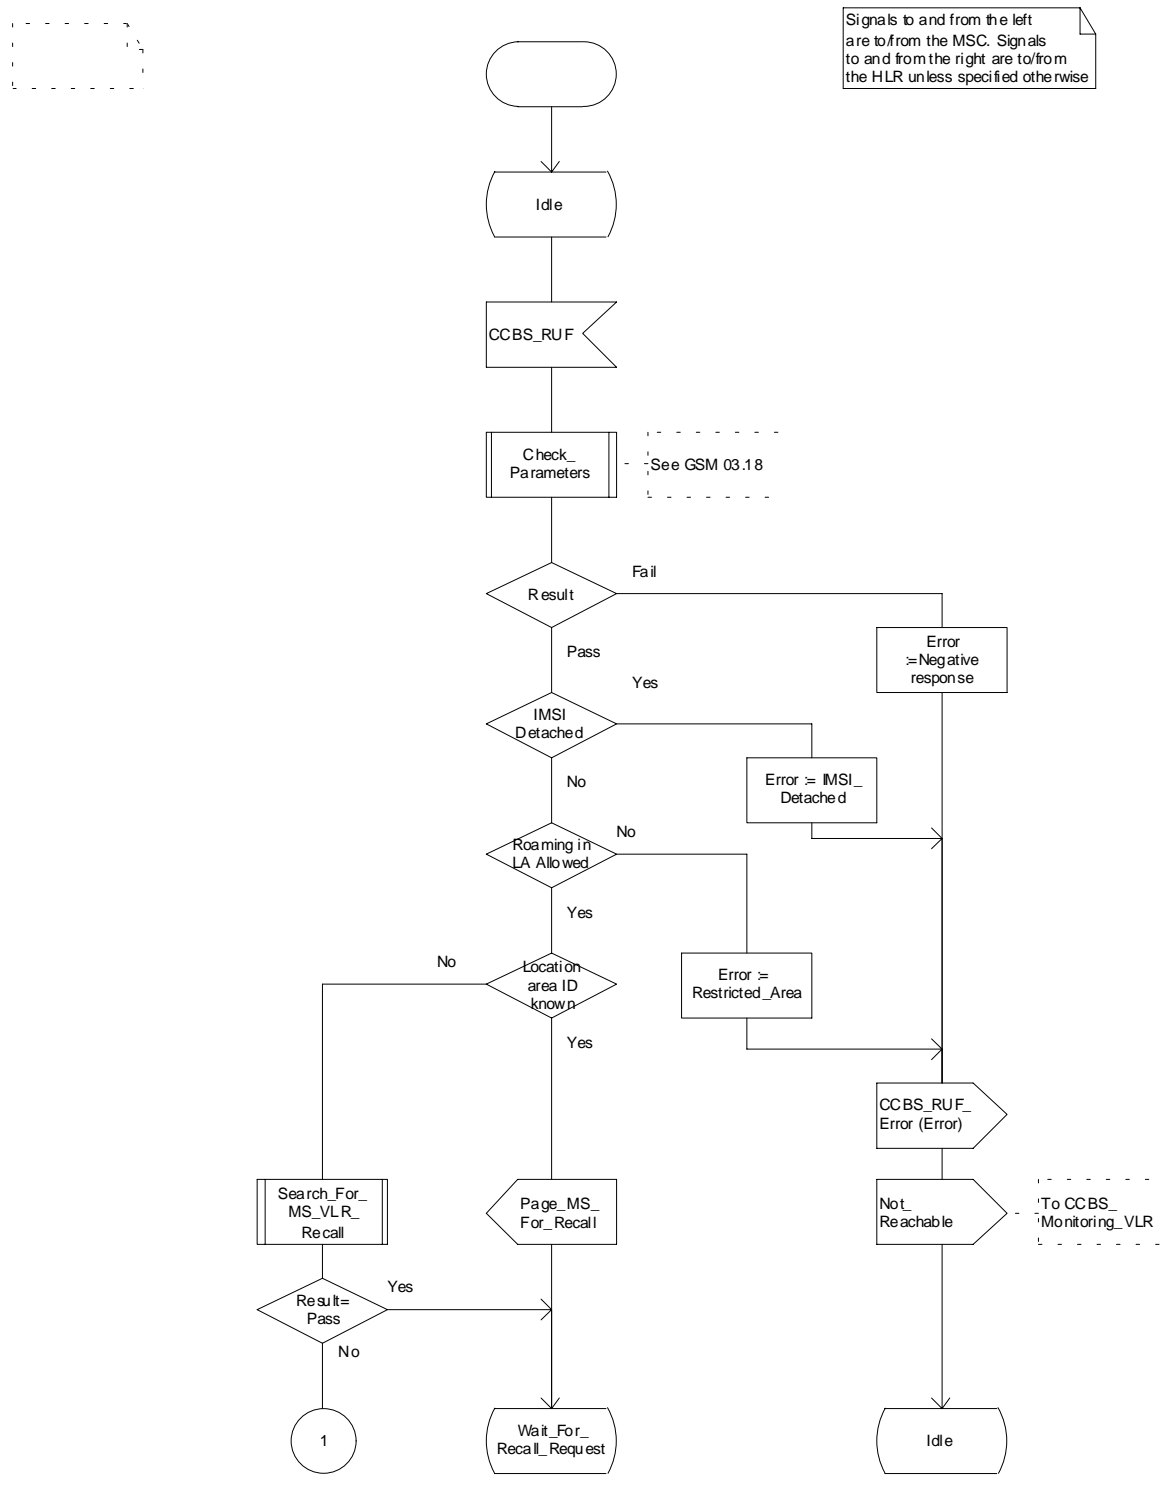 Signals to and from the left
are to/from the MSC. Signals
to and from the right are to/from
the HLR unless specified otherwise
Idle
CCBS_RUF
Check_
Parameters
See GSM 03.18
Result
Fail
Pass
Error
:=Negative
response
Yes
IMSI
Detached
No
Error := IMSI_
Detached
Roaming in
LA Allowed
No
Yes
No
Location
area ID
known
Error :=
Restricted_Area
Yes
CCBS_RUF_
Error (Error)
Search_For_
MS_VLR_
Recall
Page_MS_
For_Recall
Not_
Reachable
To CCBS_
Monitoring_VLR
Result=
Pass
Yes
No
1
Wait_For_
Recall_Request
Idle